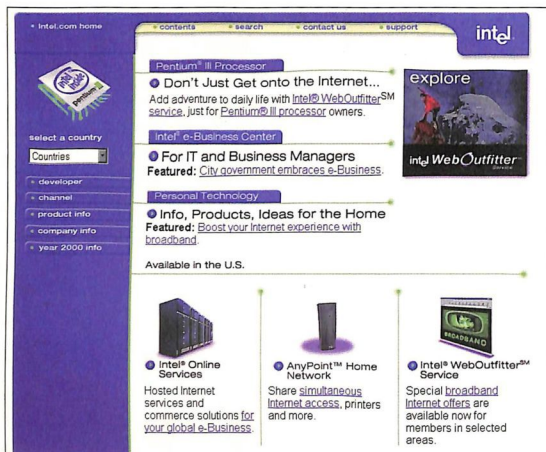 Intel.com home
contents
search
contact us
support
intel
intel inside
pentium III
select a country
Countries
developer
channel
product info
company info
year 2000 info
Pentium® III Processor
Don't Just Get onto the Internet...
Add adventure to daily life with Intel® WebOutfitterSM
service, just for Pentium® III processor owners.
Intel® e-Business Center
For IT and Business Managers
Featured: City government embraces e-Business.
Personal Technology
Info, Products, Ideas for the Home
Featured: Boost your Internet experience with
broadband.
explore
intel WebOutfitter
Service
Available in the U.S.
Intel® Online
Services
Hosted Internet
services and
commerce solutions for
your global e-Business.
AnyPoint™ Home
Network
Share simultaneous
Internet access, printers
and more.
BROADBAND
Intel® WebOutfitterSM
Service
Special broadband
Internet offers are
available now for
members in selected
areas.